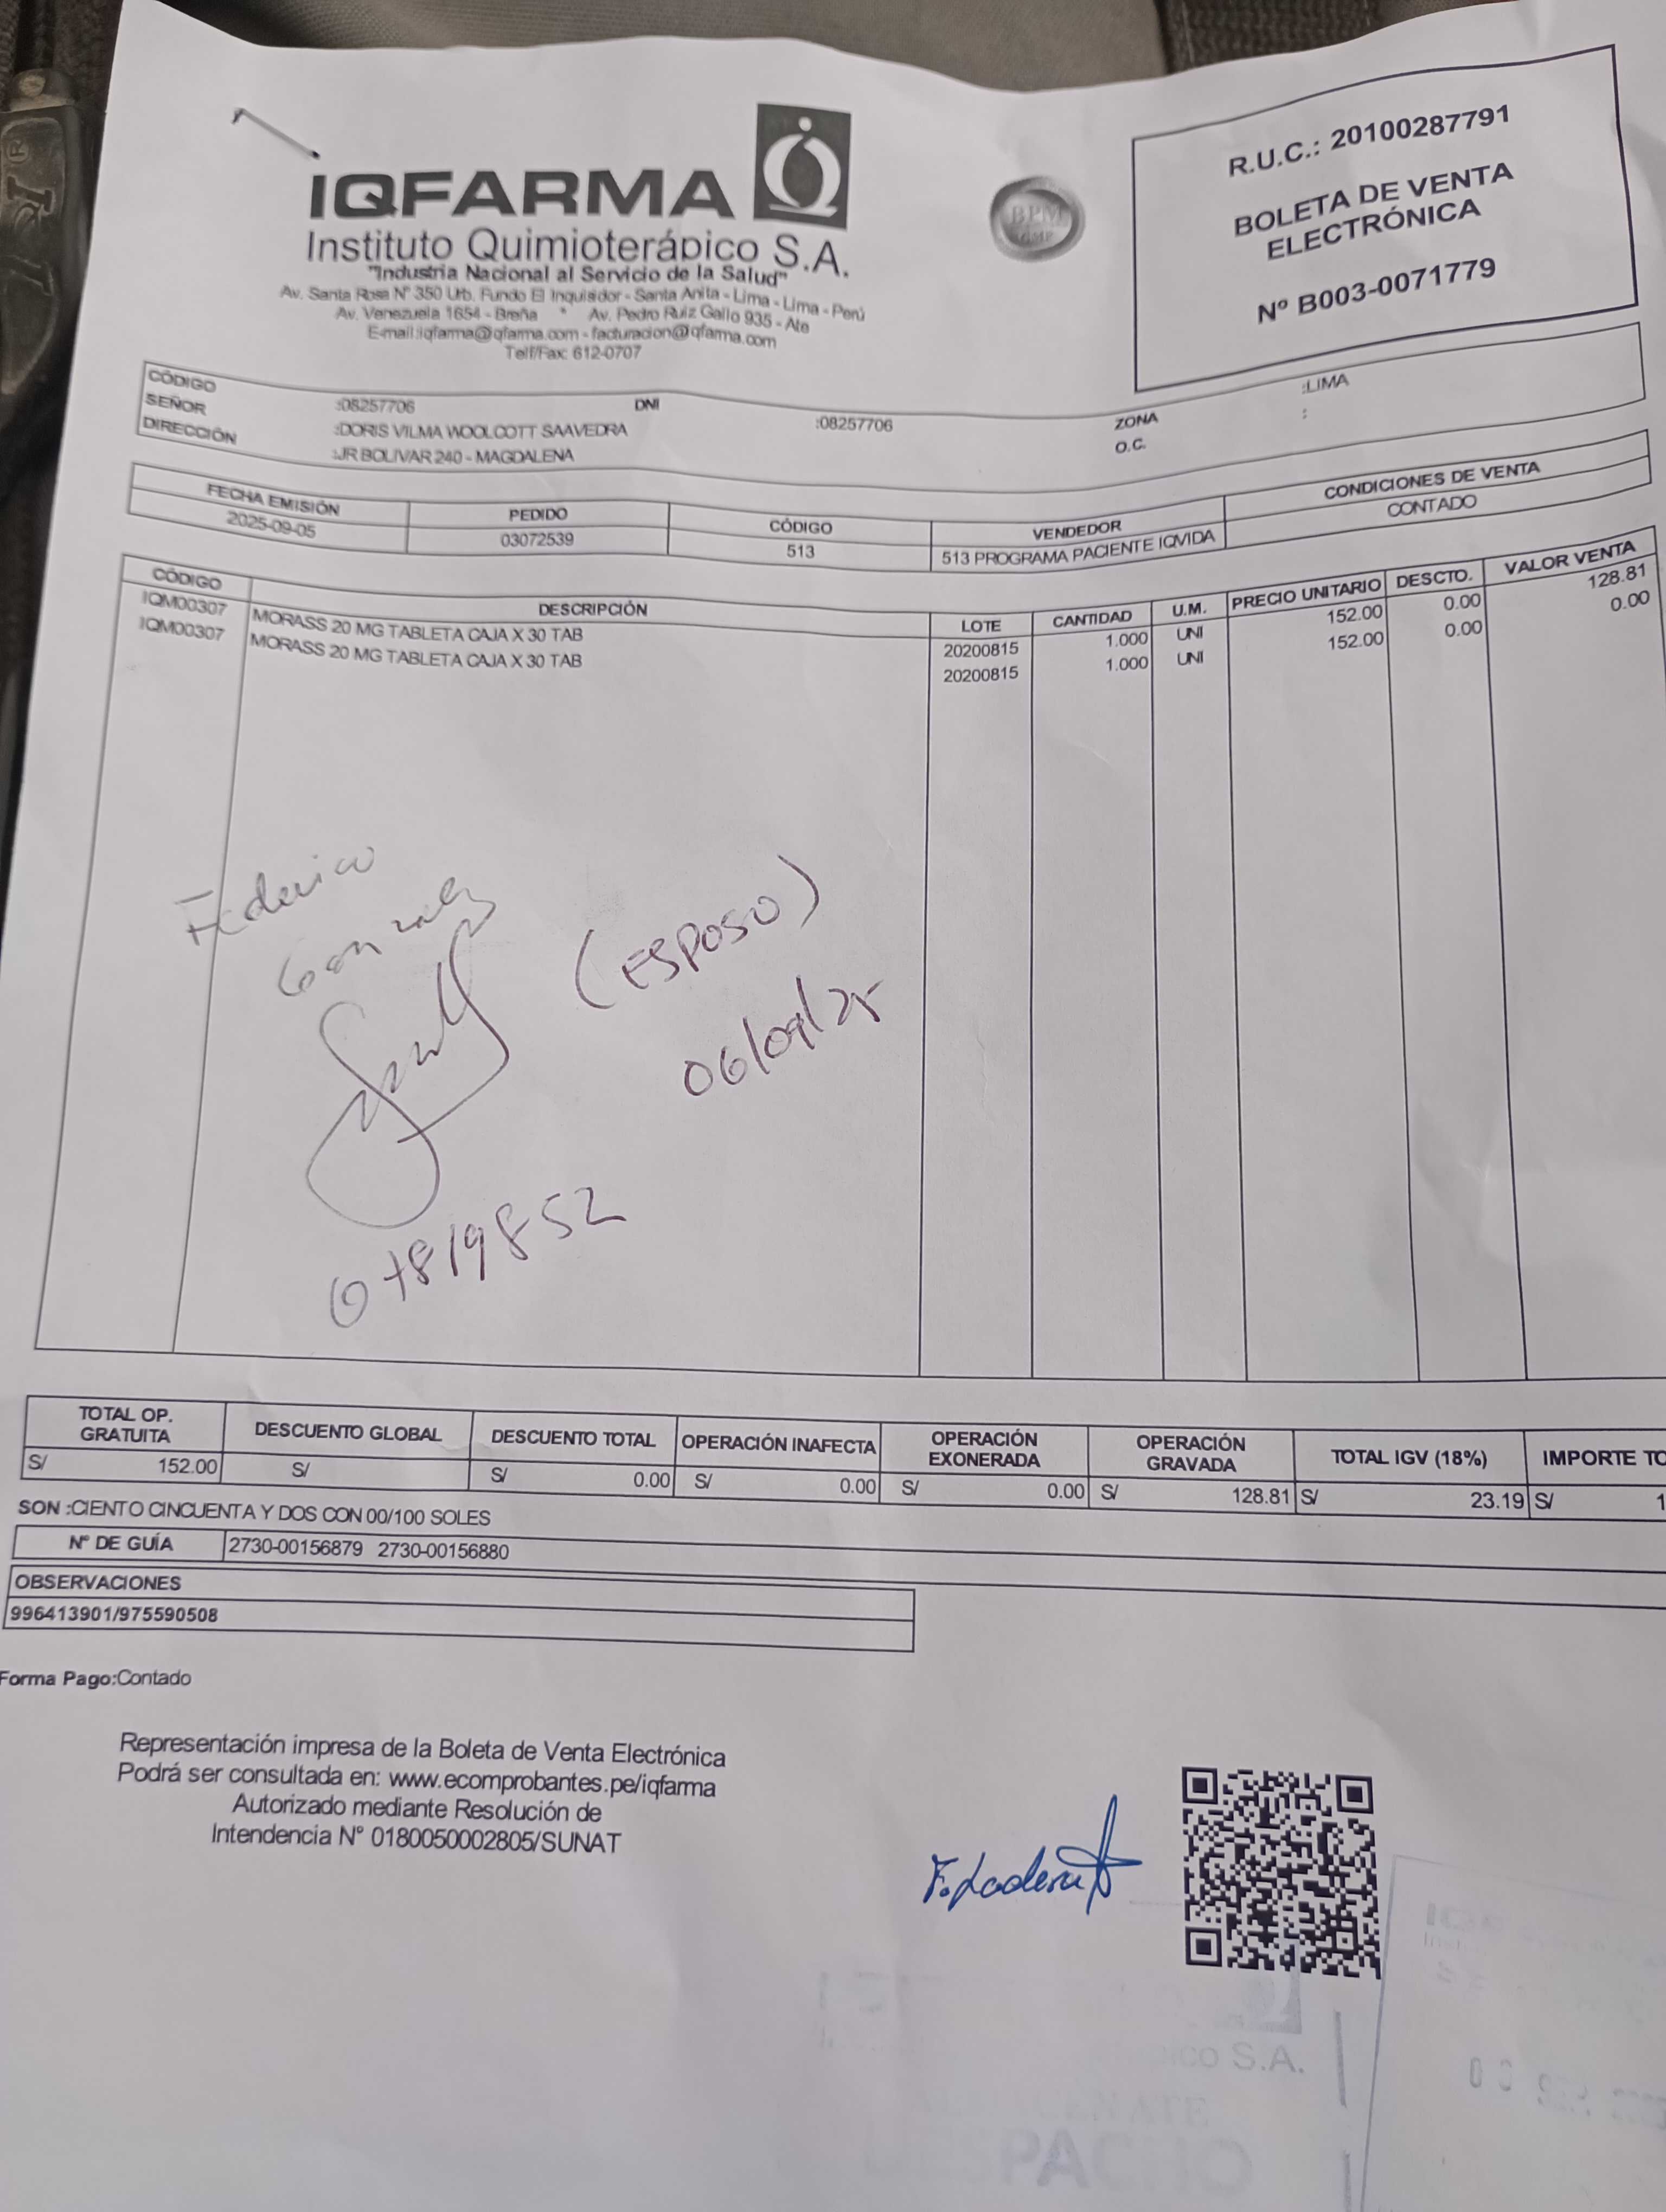 IQFARMA
Instituto Quimioterápico S.A.
"Industria Nacional al Servicio de la Salud"
Av. Santa Rosa N° 350 Urb. Fundo El Inquisidor - Santa Anita - Lima - Lima - Perú
Av. Venezuela 1654 - Breña * Av. Pedro Ruiz Gallo 935 - Ate
E-mail:iqfarma@qfarma.com - facturacion@qfarma.com
Telf/Fax: 612-0707
BPM
R.U.C.: 20100287791
BOLETA DE VENTA
ELECTRÓNICA
Nº B003-0071779
CÓDIGO :08257706 DNI :08257706 ZONA :LIMA
SEÑOR :DORIS VILMA WOOLCOTT SAAVEDRA O.C. :
DIRECCIÓN :JR BOLIVAR 240 - MAGDALENA
FECHA EMISIÓN PEDIDO CÓDIGO VENDEDOR CONDICIONES DE VENTA
2025-09-05 03072539 513 513 PROGRAMA PACIENTE IQVIDA CONTADO
CÓDIGO DESCRIPCIÓN LOTE CANTIDAD U.M. PRECIO UNITARIO DESCTO. VALOR VENTA
IQM00307 MORASS 20 MG TABLETA CAJA X 30 TAB 20200815 1.000 UNI 152.00 0.00 128.81
IQM00307 MORASS 20 MG TABLETA CAJA X 30 TAB 20200815 1.000 UNI 152.00 0.00 0.00
Federico
Gonzales
(ESPOSO)
06/09/25
07819852
TOTAL OP. GRATUITA DESCUENTO GLOBAL DESCUENTO TOTAL OPERACIÓN INAFECTA OPERACIÓN EXONERADA OPERACIÓN GRAVADA TOTAL IGV (18%) IMPORTE TO
S/ 152.00 S/ S/ 0.00 S/ 0.00 S/ 0.00 S/ 128.81 S/ 23.19 S/ 1
SON :CIENTO CINCUENTA Y DOS CON 00/100 SOLES
Nº DE GUÍA 2730-00156879 2730-00156880
OBSERVACIONES
996413901/975590508
Forma Pago:Contado
Representación impresa de la Boleta de Venta Electrónica
Podrá ser consultada en: www.ecomprobantes.pe/iqfarma
Autorizado mediante Resolución de
Intendencia N° 0180050002805/SUNAT